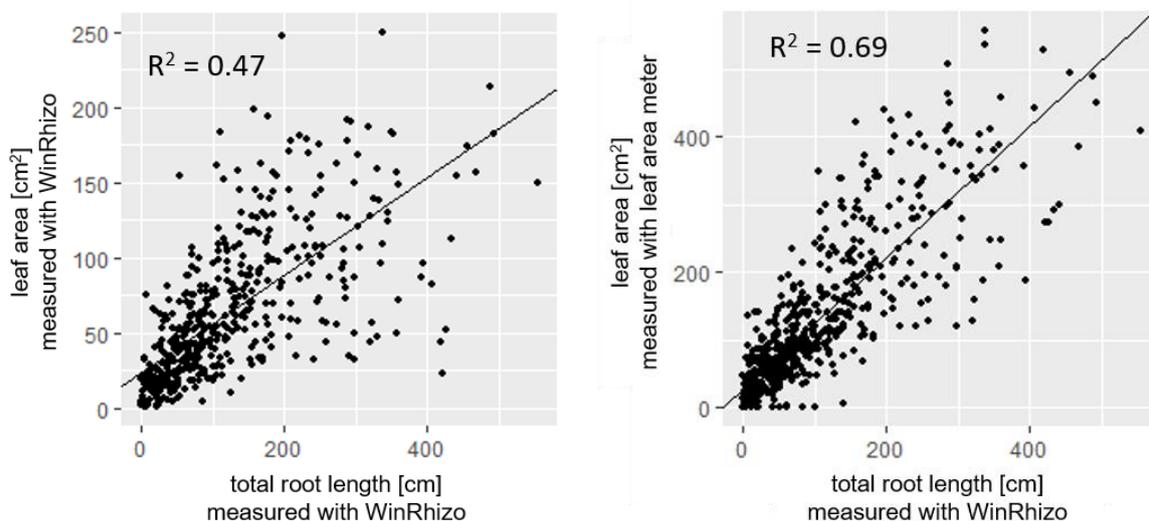 R² = 0.47
250
200
150
100
50
0
leaf area [cm²]
measured with WinRhizo
0
200
400
total root length [cm]
measured with WinRhizo
R² = 0.69
400
200
0
leaf area [cm²]
measured with leaf area meter
0
200
400
total root length [cm]
measured with WinRhizo